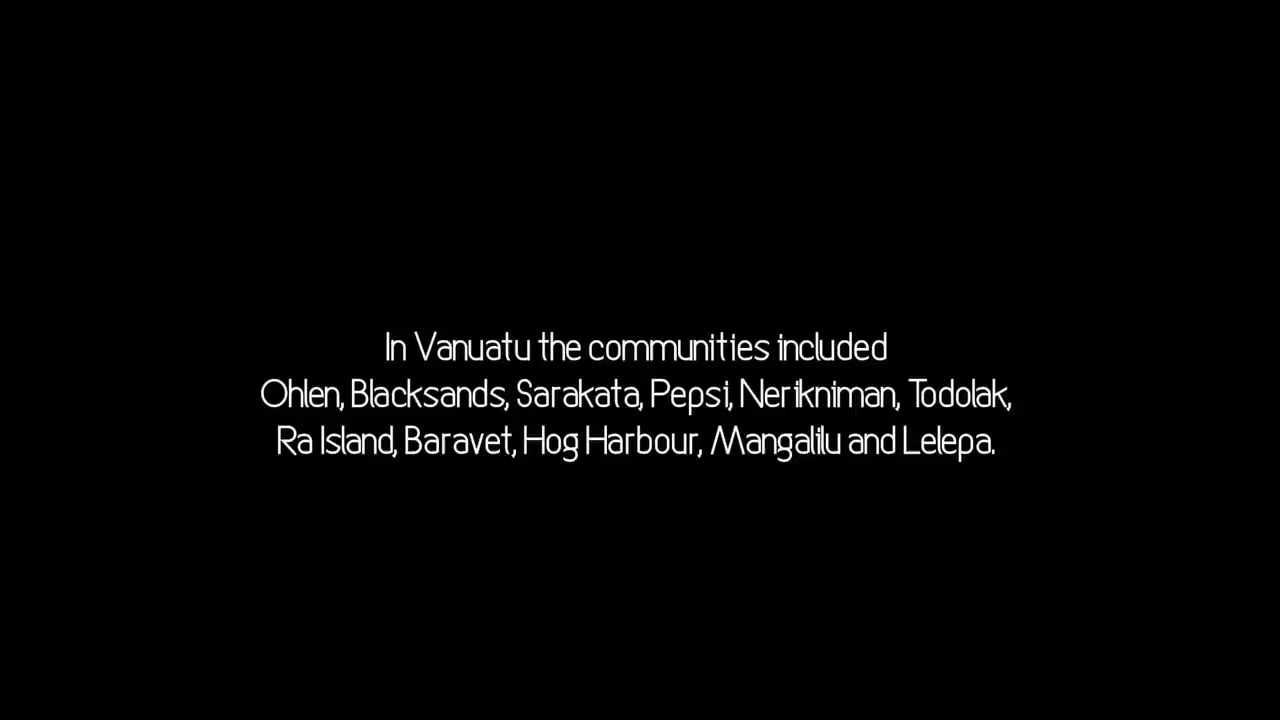 In Vanuatu the communities included
Ohlen, Blacksands, Sarakata, Pepsi, Nerikniman, Todolak,
Ra Island, Baravet, Hog Harbour, Mangalilu and Lelepa.